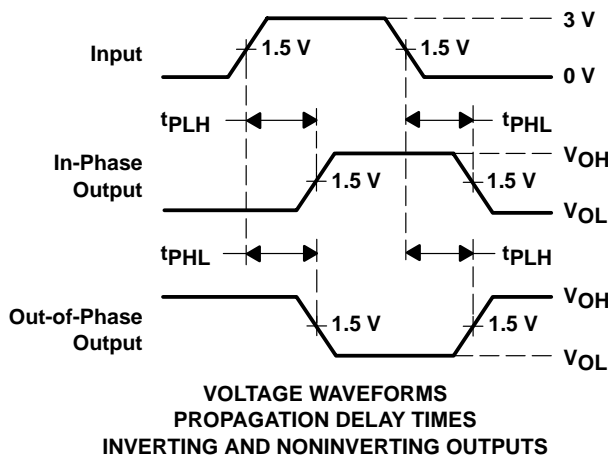 3 V
Input
1.5 V
1.5 V
0 V
tPLH
tPHL
In-Phase
Output
VOH
1.5 V
1.5 V
VOL
tPHL
tPLH
Out-of-Phase
Output
VOH
1.5 V
1.5 V
VOL
VOLTAGE WAVEFORMS
PROPAGATION DELAY TIMES
INVERTING AND NONINVERTING OUTPUTS